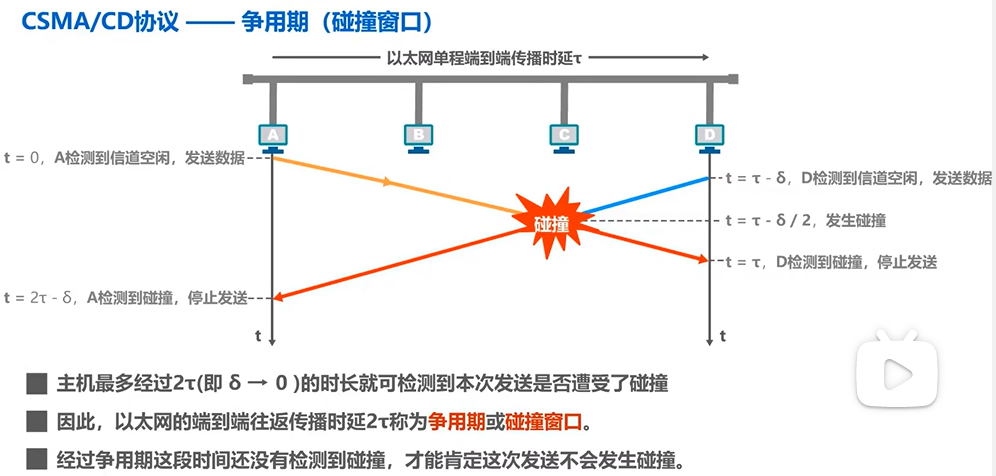 CSMA/CD协议 —— 争用期（碰撞窗口）
以太网单程端到端传播时延τ
A
B
C
D
t = 0，A检测到信道空闲，发送数据
t = τ - δ，D检测到信道空闲，发送数据
碰撞
t = τ - δ / 2，发生碰撞
t = τ，D检测到碰撞，停止发送
t = 2τ - δ，A检测到碰撞，停止发送
t
t
主机最多经过2τ(即 δ → 0 )的时长就可检测到本次发送是否遭受了碰撞
因此，以太网的端到端往返传播时延2τ称为争用期或碰撞窗口。
经过争用期这段时间还没有检测到碰撞，才能肯定这次发送不会发生碰撞。